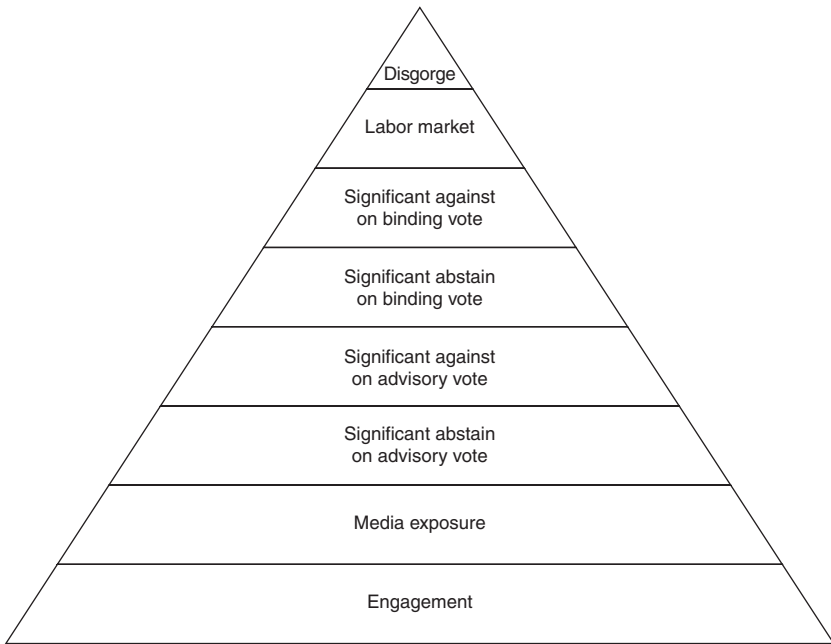 Disgorge
Labor market
Significant against
on binding vote
Significant abstain
on binding vote
Significant against
on advisory vote
Significant abstain
on advisory vote
Media exposure
Engagement